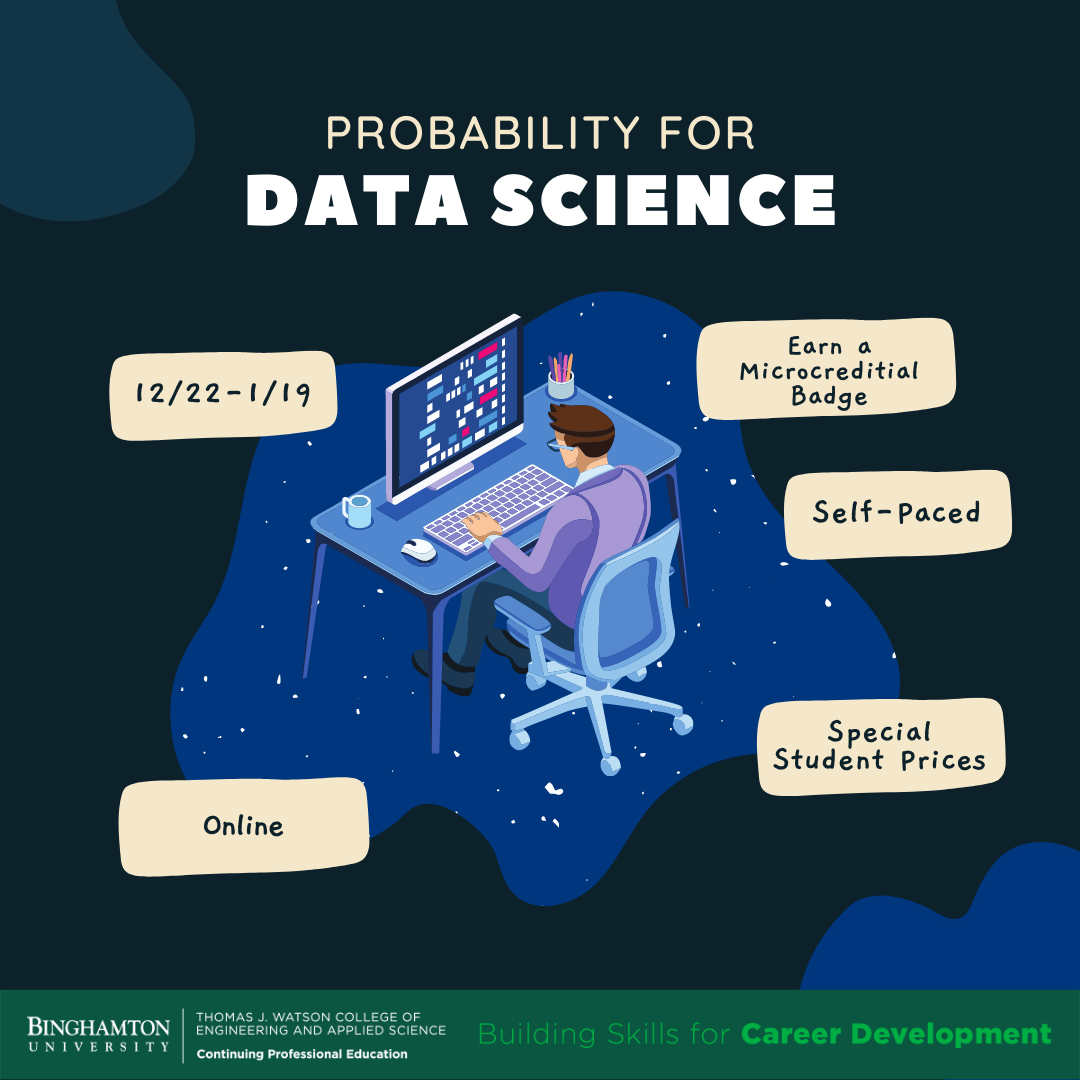 PROBABILITY FOR
DATA SCIENCE
12/22-1/19
Earn a
Microcreditial
Badge
Self-Paced
Special
Student Prices
Online
BINGHAMTON
UNIVERSITY
THOMAS J. WATSON COLLEGE OF
ENGINEERING AND APPLIED SCIENCE
Continuing Professional Education
Building Skills for Career Development